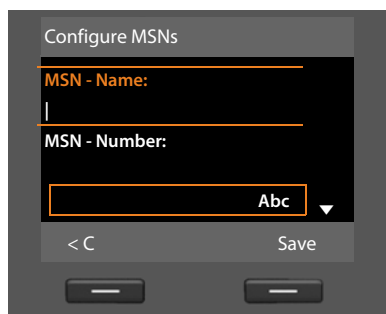 Configure MSNs
MSN - Name:
MSN - Number:
Abc
< C Save